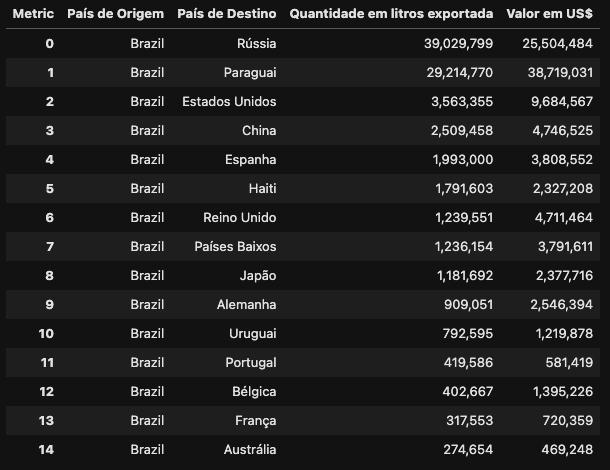 Metric País de Origem País de Destino Quantidade em litros exportada Valor em US$
0 Brazil Rússia 39,029,799 25,504,484
1 Brazil Paraguai 29,214,770 38,719,031
2 Brazil Estados Unidos 3,563,355 9,684,567
3 Brazil China 2,509,458 4,746,525
4 Brazil Espanha 1,993,000 3,808,552
5 Brazil Haiti 1,791,603 2,327,208
6 Brazil Reino Unido 1,239,551 4,711,464
7 Brazil Países Baixos 1,236,154 3,791,611
8 Brazil Japão 1,181,692 2,377,716
9 Brazil Alemanha 909,051 2,546,394
10 Brazil Uruguai 792,595 1,219,878
11 Brazil Portugal 419,586 581,419
12 Brazil Bélgica 402,667 1,395,226
13 Brazil França 317,553 720,359
14 Brazil Austrália 274,654 469,248